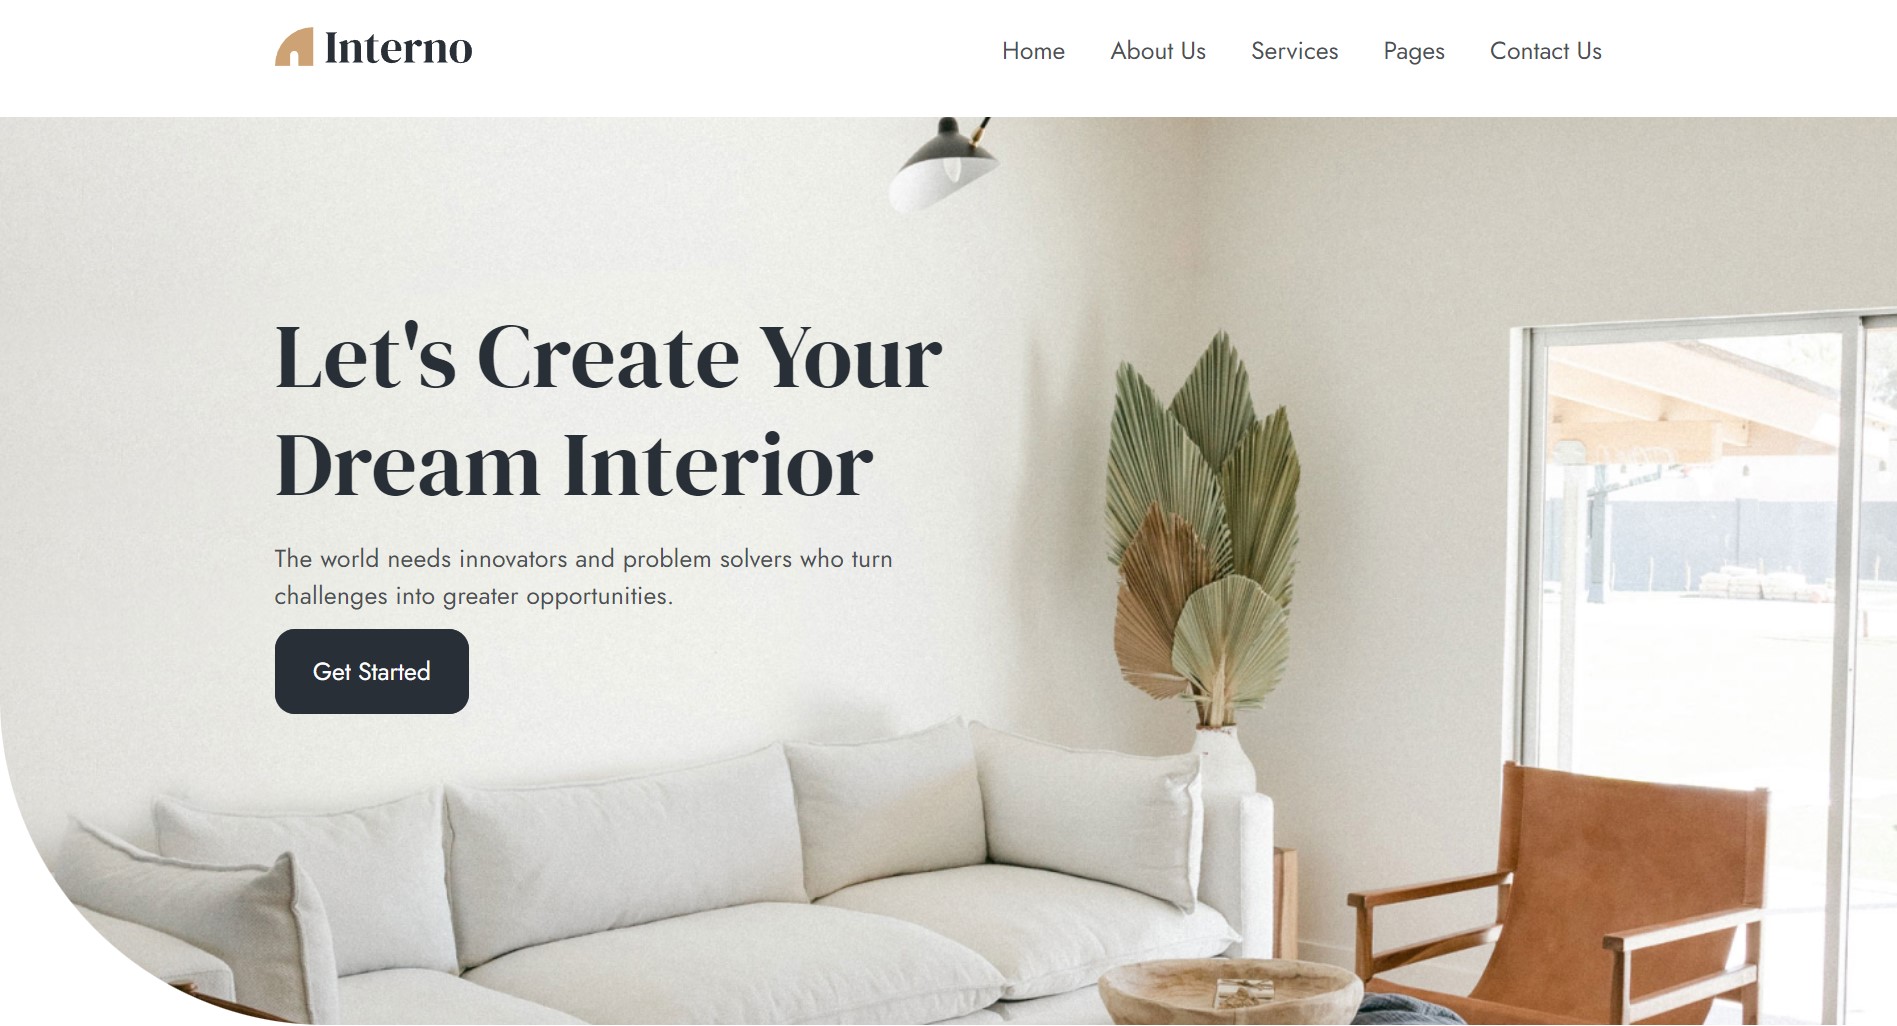 Interno
Home About Us Services Pages Contact Us
Let's Create Your
Dream Interior
The world needs innovators and problem solvers who turn
challenges into greater opportunities.
Get Started